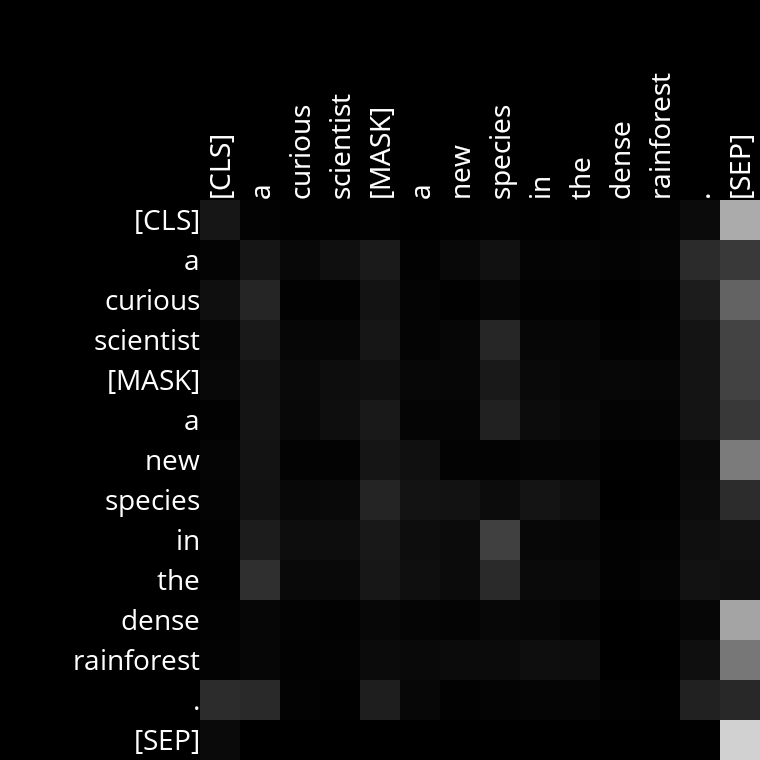 [CLS] a curious scientist [MASK] a new species in the dense rainforest . [SEP]
[CLS]
a
curious
scientist
[MASK]
a
new
species
in
the
dense
rainforest
.
[SEP]